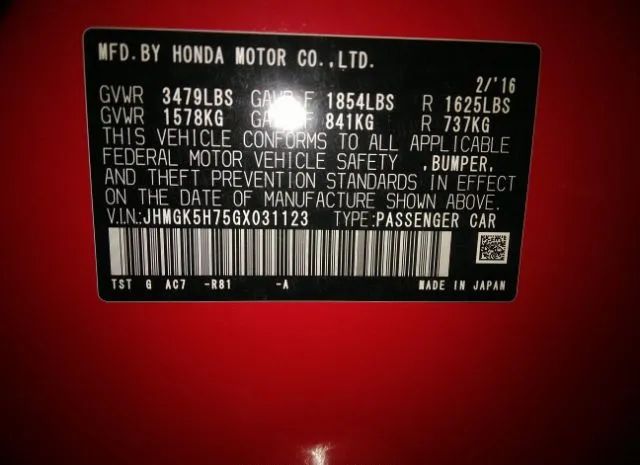 MFD. BY HONDA MOTOR CO., LTD.
2/'16
GVWR 3479LBS F 1854LBS R 1625LBS
GVWR 1578KG F 841KG R 737KG
THIS VEHICLE CONFORMS TO ALL APPLICABLE
FEDERAL MOTOR VEHICLE SAFETY ,BUMPER,
AND THEFT PREVENTION STANDARDS IN EFFECT
ON THE DATE OF MANUFACTURE SHOWN ABOVE.
V.I.N.:JHMGK5H75GX031123 TYPE:PASSENGER CAR
TST G AC7 -R81 -A MADE IN JAPAN